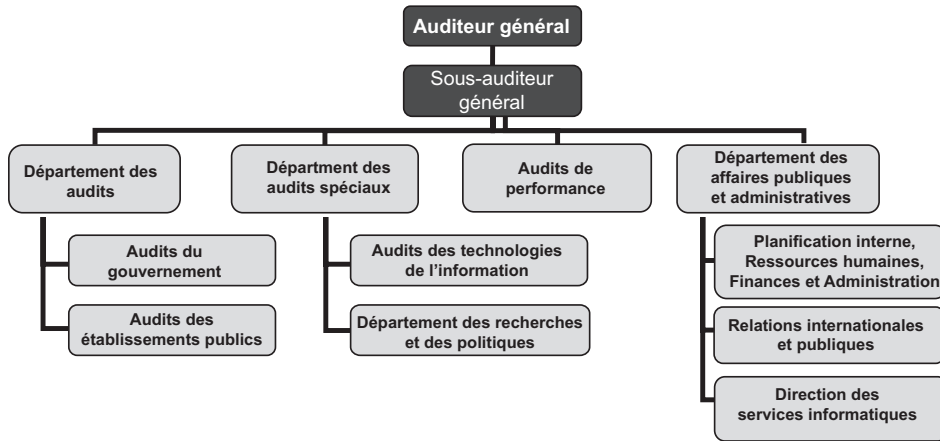 Auditeur général
Sous-auditeur
général
Département des
audits
Départment des
audits spéciaux
Audits de
performance
Département des
affaires publiques
et administratives
Audits du
gouvernement
Audits des
établissements publics
Audits des technologies
de l'information
Département des recherches
et des politiques
Planification interne,
Ressources humaines,
Finances et Administration
Relations internationales
et publiques
Direction des
services informatiques